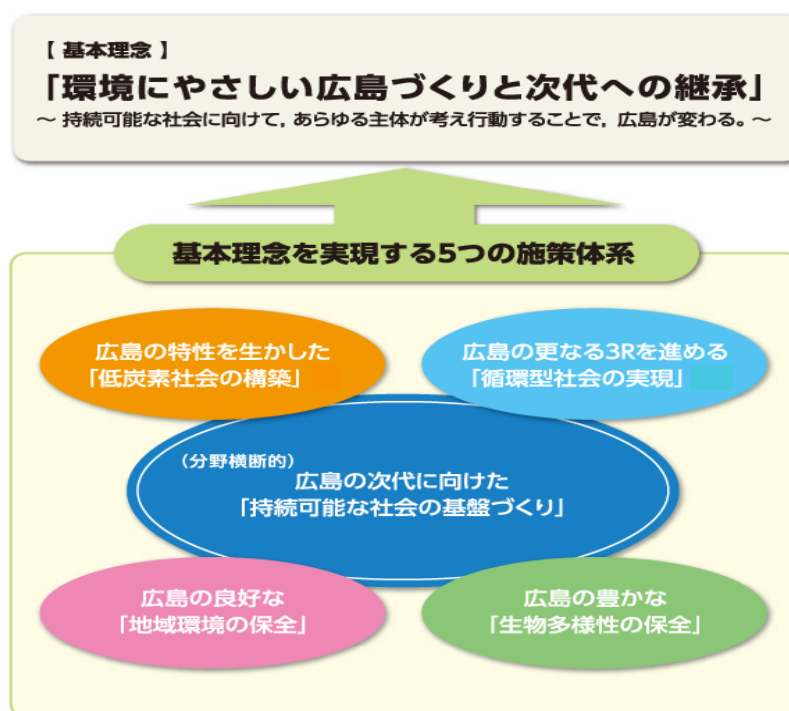 【 基本理念 】
「環境にやさしい広島づくりと次代への継承」
～ 持続可能な社会に向けて，あらゆる主体が考え行動することで，広島が変わる。～
基本理念を実現する5つの施策体系
広島の特性を生かした
「低炭素社会の構築」
広島の更なる3Rを進める
「循環型社会の実現」
（分野横断的）
広島の次代に向けた
「持続可能な社会の基盤づくり」
広島の良好な
「地域環境の保全」
広島の豊かな
「生物多様性の保全」